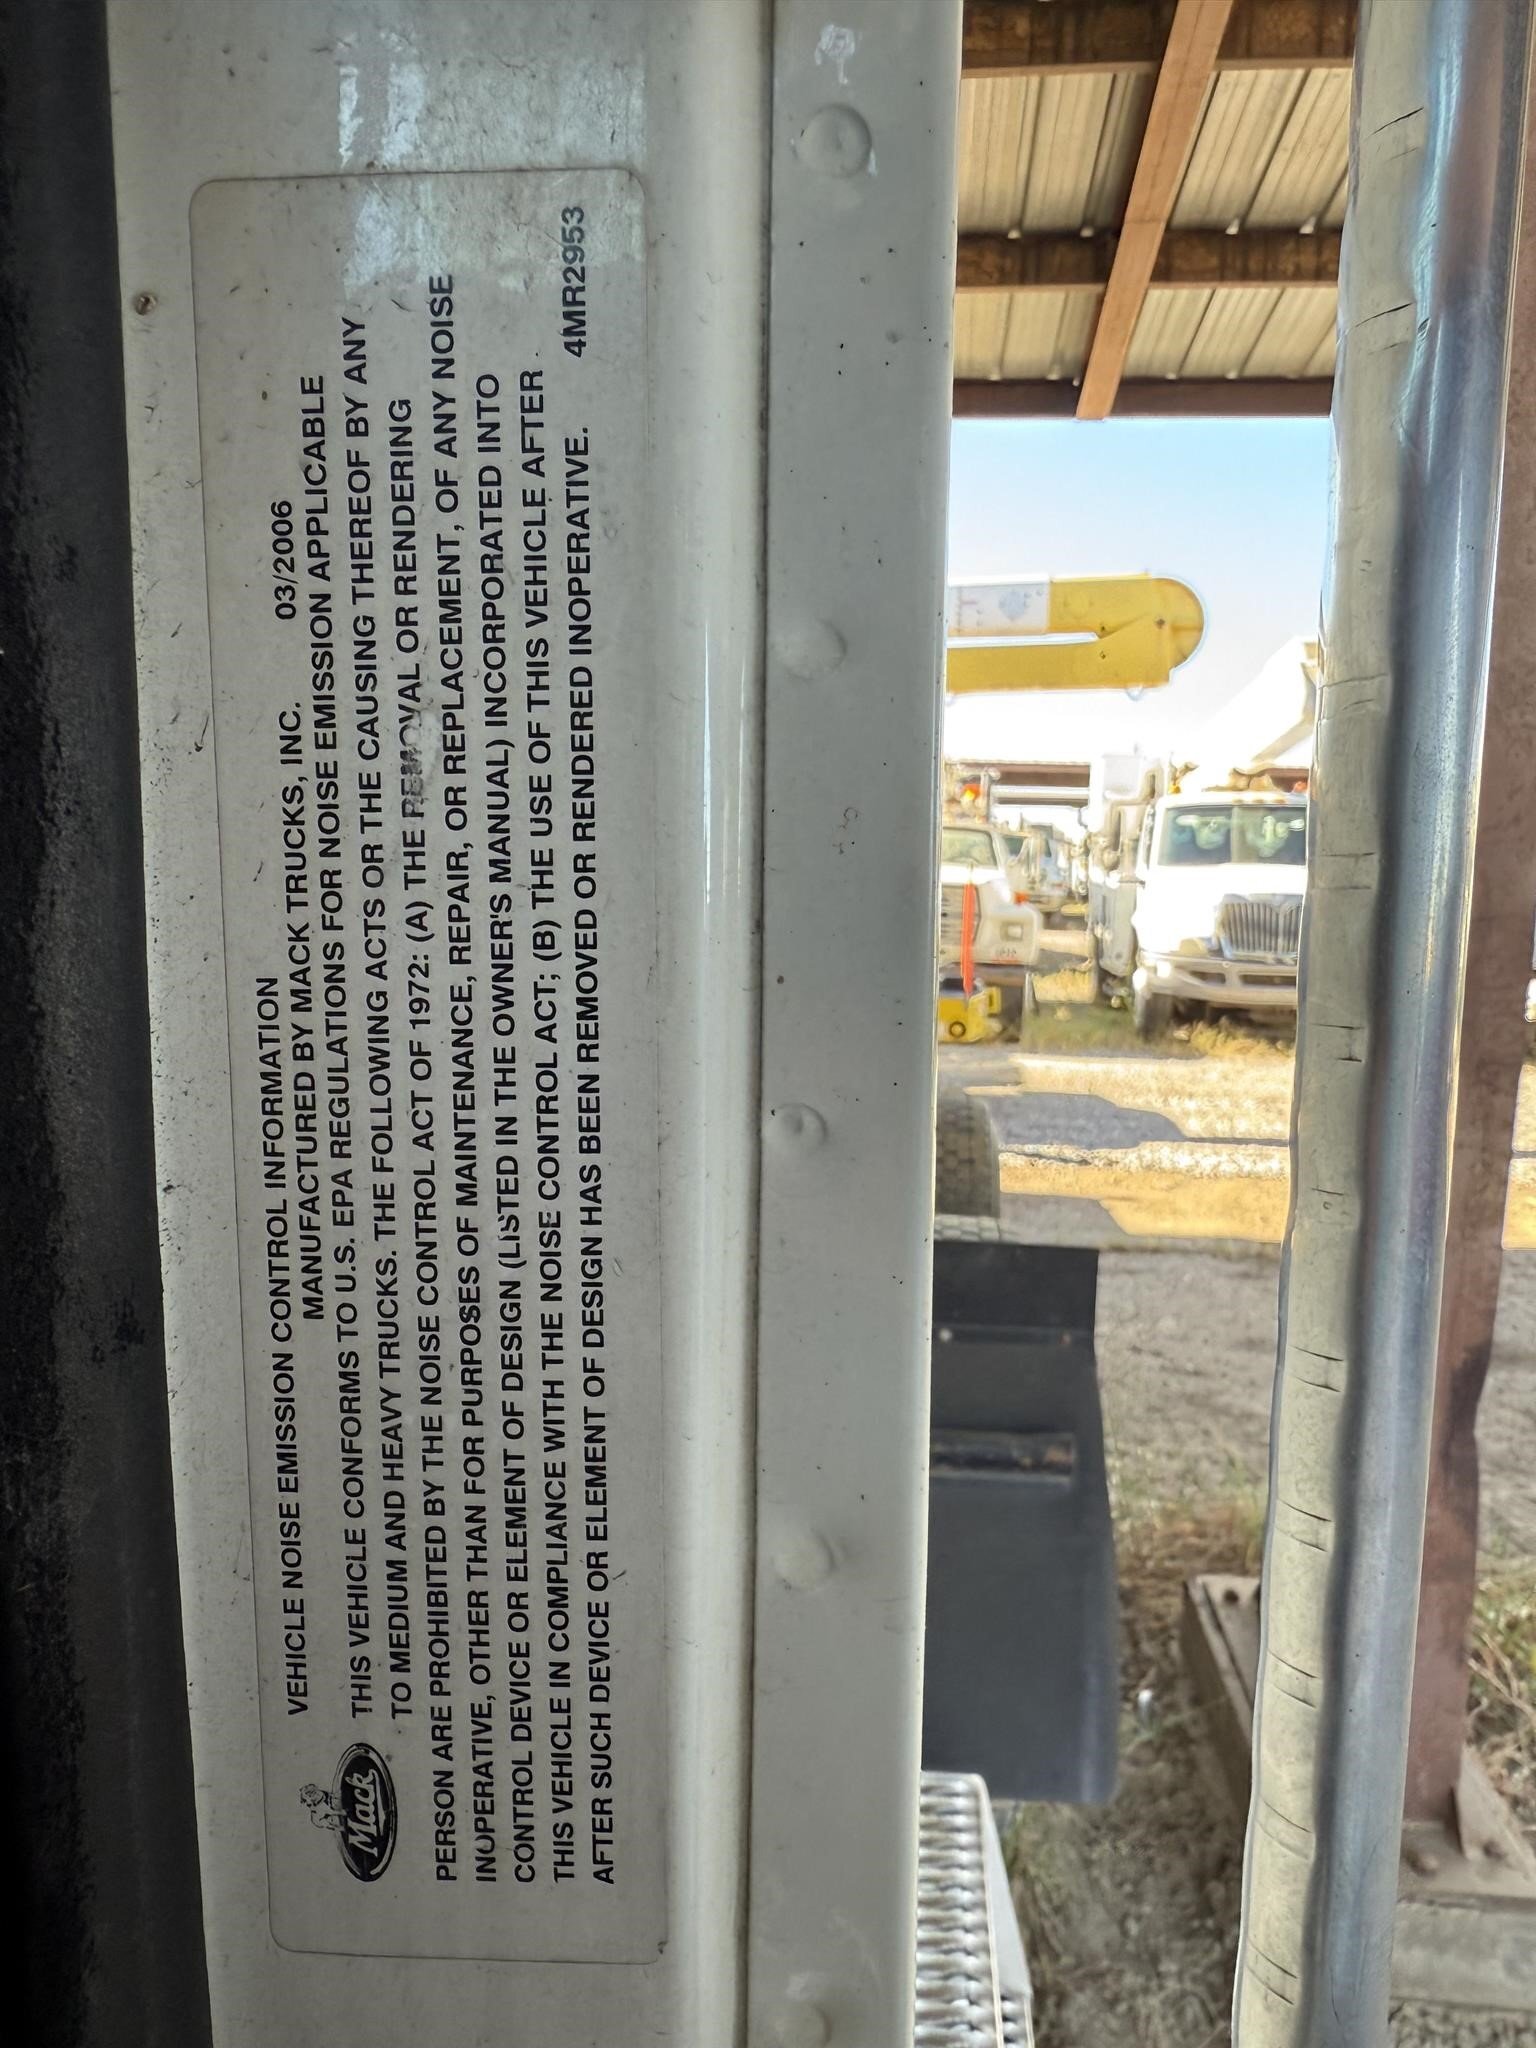 VEHICLE NOISE EMISSION CONTROL INFORMATION
MANUFACTURED BY MACK TRUCKS, INC. 03/2006
THIS VEHICLE CONFORMS TO U.S. EPA REGULATIONS FOR NOISE EMISSION APPLICABLE
TO MEDIUM AND HEAVY TRUCKS. THE FOLLOWING ACTS OR THE CAUSING THEREOF BY ANY
PERSON ARE PROHIBITED BY THE NOISE CONTROL ACT OF 1972: (A) THE REMOVAL OR RENDERING
INOPERATIVE, OTHER THAN FOR PURPOSES OF MAINTENANCE, REPAIR, OR REPLACEMENT, OF ANY NOISE
CONTROL DEVICE OR ELEMENT OF DESIGN (LISTED IN THE OWNER'S MANUAL) INCORPORATED INTO
THIS VEHICLE IN COMPLIANCE WITH THE NOISE CONTROL ACT; (B) THE USE OF THIS VEHICLE AFTER
AFTER SUCH DEVICE OR ELEMENT OF DESIGN HAS BEEN REMOVED OR RENDERED INOPERATIVE. 4MR2953
Mack